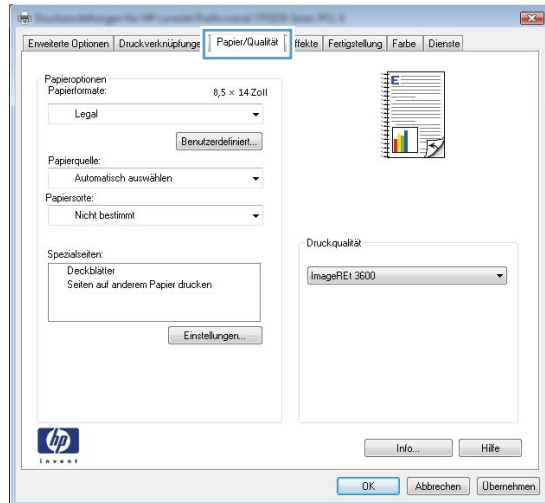 Erweiterte Optionen Druckverknüpfunge Papier/Qualität ffekte Fertigstellung Farbe Dienste
Papieroptionen
Papierformate: 8,5 × 14 Zoll
Legal
Benutzerdefiniert...
Papierquelle:
Automatisch auswählen
Papiersorte:
Nicht bestimmt
Spezialseiten:
Deckblätter
Seiten auf anderem Papier drucken
Einstellungen...
E
Druckqualität
ImageREt 3600
hp
invent
Info... Hilfe
OK Abbrechen Übernehmen